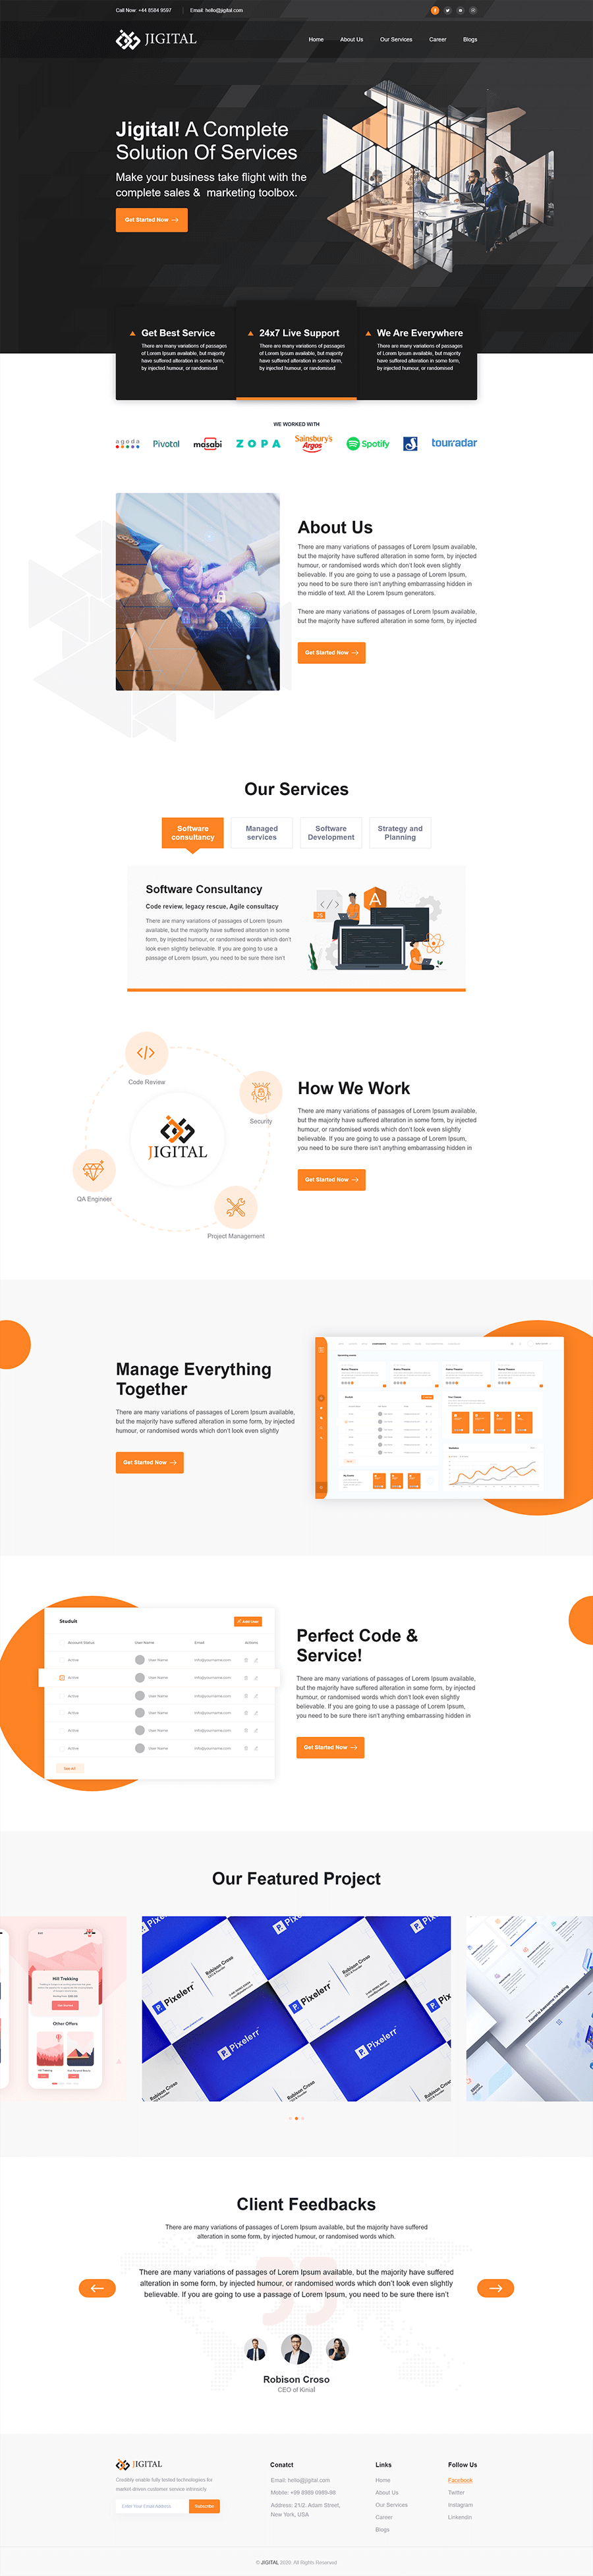 Call Now: +44 8584 9597
Email: hello@jigital.com
JIGITAL
Home
About Us
Our Services
Career
Blogs
Jigital! A Complete
Solution Of Services
Make your business take flight with the
complete sales & marketing toolbox.
Get Started Now
Get Best Service
There are many variations of passages
of Lorem Ipsum available, but majority
have suffered alteration in some form,
by injected humour, or randomised
24x7 Live Support
There are many variations of passages
of Lorem Ipsum available, but majority
have suffered alteration in some form,
by injected humour, or randomised
We Are Everywhere
There are many variations of passages
of Lorem Ipsum available, but majority
have suffered alteration in some form,
by injected humour, or randomised
WE WORKED WITH
agoda
Pivotal
masabi
ZOPA
Sainsbury's
Argos
Spotify
tourradar
About Us
There are many variations of passages of Lorem Ipsum available,
but the majority have suffered alteration in some form, by injected
humour, or randomised words which don't look even slightly
believable. If you are going to use a passage of Lorem Ipsum,
you need to be sure there isn't anything embarrassing hidden in
the middle of text. All the Lorem Ipsum generators.
There are many variations of passages of Lorem Ipsum available,
but the majority have suffered alteration in some form, by injected
Get Started Now
Our Services
Software
consultancy
Managed
services
Software
Development
Strategy and
Planning
Software Consultancy
Code review, legacy rescue, Agile consultacy
There are many variations of passages of Lorem Ipsum
available, but the majority have suffered alteration in some
form, by injected humour, or randomised words which don't
look even slightly believable. If you are going to use a
passage of Lorem Ipsum, you need to be sure there isn't
JS
A
Code Review
Security
JIGITAL
QA Engineer
Project Management
How We Work
There are many variations of passages of Lorem Ipsum available,
but the majority have suffered alteration in some form, by injected
humour, or randomised words which don't look even slightly
believable. If you are going to use a passage of Lorem Ipsum,
you need to be sure there isn't anything embarrassing hidden in
Get Started Now
Manage Everything
Together
There are many variations of passages of Lorem Ipsum available,
but the majority have suffered alteration in some form, by injected
humour, or randomised words which don't look even slightly
Get Started Now
Studuit
Add User
Account Status
User Name
Email
Actions
Active
User Name
info@yourname.com
Active
User Name
info@yourname.com
Active
User Name
info@yourname.com
Active
User Name
info@yourname.com
Active
User Name
info@yourname.com
Active
User Name
info@yourname.com
See All
Perfect Code &
Service!
There are many variations of passages of Lorem Ipsum available,
but the majority have suffered alteration in some form, by injected
humour, or randomised words which don't look even slightly
believable. If you are going to use a passage of Lorem Ipsum,
you need to be sure there isn't anything embarrassing hidden in
Get Started Now
Our Featured Project
Hill Trekking
Other Offers
Pixelerr
Robison Croso
Pixelerr
Robison Croso
Pixelerr
Robison Croso
Client Feedbacks
There are many variations of passages of Lorem Ipsum available, but the majority have suffered
alteration in some form, by injected humour, or randomised words which.
There are many variations of passages of Lorem Ipsum available, but the majority have suffered
alteration in some form, by injected humour, or randomised words which don't look even slightly
believable. If you are going to use a passage of Lorem Ipsum, you need to be sure there isn't
Robison Croso
CEO of Kinial
JIGITAL
Credibly enable fully tested technologies for
market-driven customer service intrinsicly
Enter Your Email Address
Subscribe
Conatct
Email: hello@jigital.com
Mobile: +99 8989 0989-98
Address: 21/2. Adam Street,
New York, USA
Links
Home
About Us
Our Services
Career
Blogs
Follow Us
Facebook
Twitter
Instagram
Linkendin
© JIGITAL 2020. All Rights Reserved